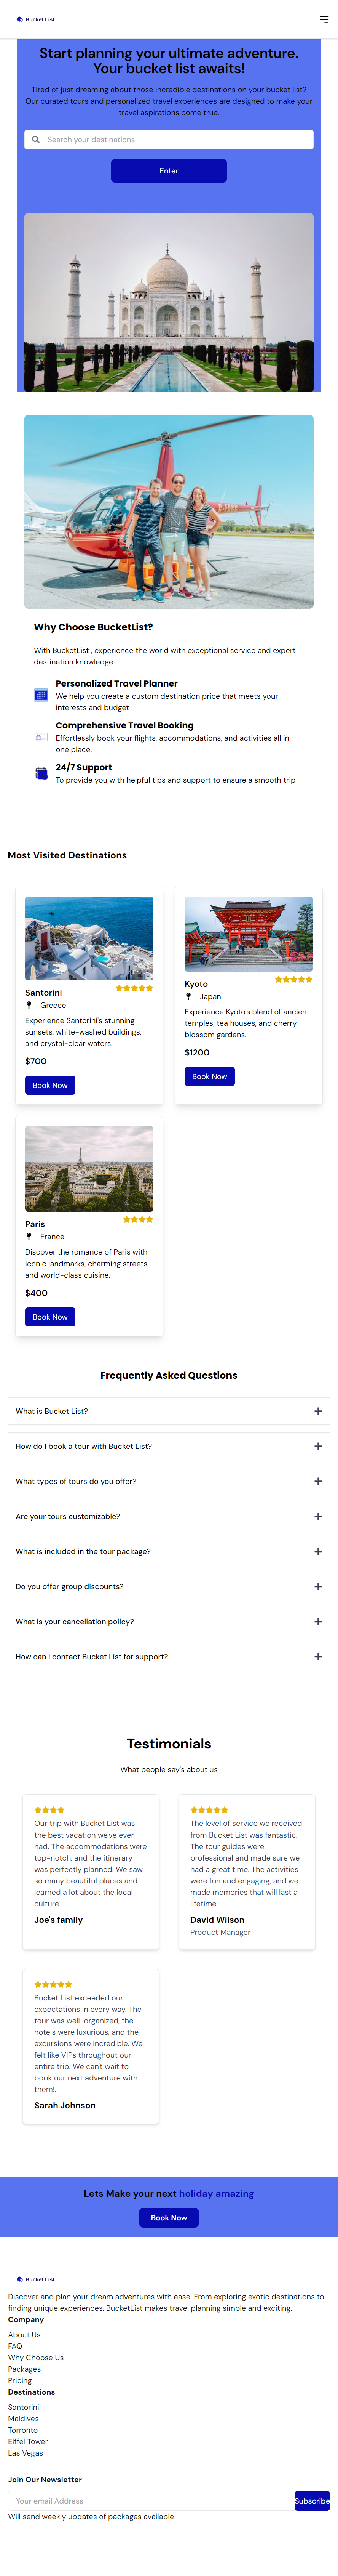 Bucket List
Start planning your ultimate adventure.
Your bucket list awaits!
Tired of just dreaming about those incredible destinations on your bucket list?
Our curated tours and personalized travel experiences are designed to make your
travel aspirations come true.
Search your destinations
Enter
Why Choose BucketList?
With BucketList , experience the world with exceptional service and expert
destination knowledge.
Personalized Travel Planner
We help you create a custom destination price that meets your
interests and budget
Comprehensive Travel Booking
Effortlessly book your flights, accommodations, and activities all in
one place.
24/7 Support
To provide you with helpful tips and support to ensure a smooth trip
Most Visited Destinations
Santorini
Greece
Experience Santorini's stunning
sunsets, white-washed buildings,
and crystal-clear waters.
$700
Book Now
Kyoto
Japan
Experience Kyoto's blend of ancient
temples, tea houses, and cherry
blossom gardens.
$1200
Book Now
Paris
France
Discover the romance of Paris with
iconic landmarks, charming streets,
and world-class cuisine.
$400
Book Now
Frequently Asked Questions
What is Bucket List?
How do I book a tour with Bucket List?
What types of tours do you offer?
Are your tours customizable?
What is included in the tour package?
Do you offer group discounts?
What is your cancellation policy?
How can I contact Bucket List for support?
Testimonials
What people say's about us
Our trip with Bucket List was
the best vacation we've ever
had. The accommodations were
top-notch, and the itinerary
was perfectly planned. We saw
so many beautiful places and
learned a lot about the local
culture
Joe's family
The level of service we received
from Bucket List was fantastic.
The tour guides were
professional and made sure we
had a great time. The activities
were fun and engaging, and we
made memories that will last a
lifetime.
David Wilson
Product Manager
Bucket List exceeded our
expectations in every way. The
tour was well-organized, the
hotels were luxurious, and the
excursions were incredible. We
felt like VIPs throughout our
entire trip. We can't wait to
book our next adventure with
them!.
Sarah Johnson
Lets Make your next holiday amazing
Book Now
Bucket List
Discover and plan your dream adventures with ease. From exploring exotic destinations to
finding unique experiences, BucketList makes travel planning simple and exciting.
Company
About Us
FAQ
Why Choose Us
Packages
Pricing
Destinations
Santorini
Maldives
Torronto
Eiffel Tower
Las Vegas
Join Our Newsletter
Your email Address
Subscribe
Will send weekly updates of packages available